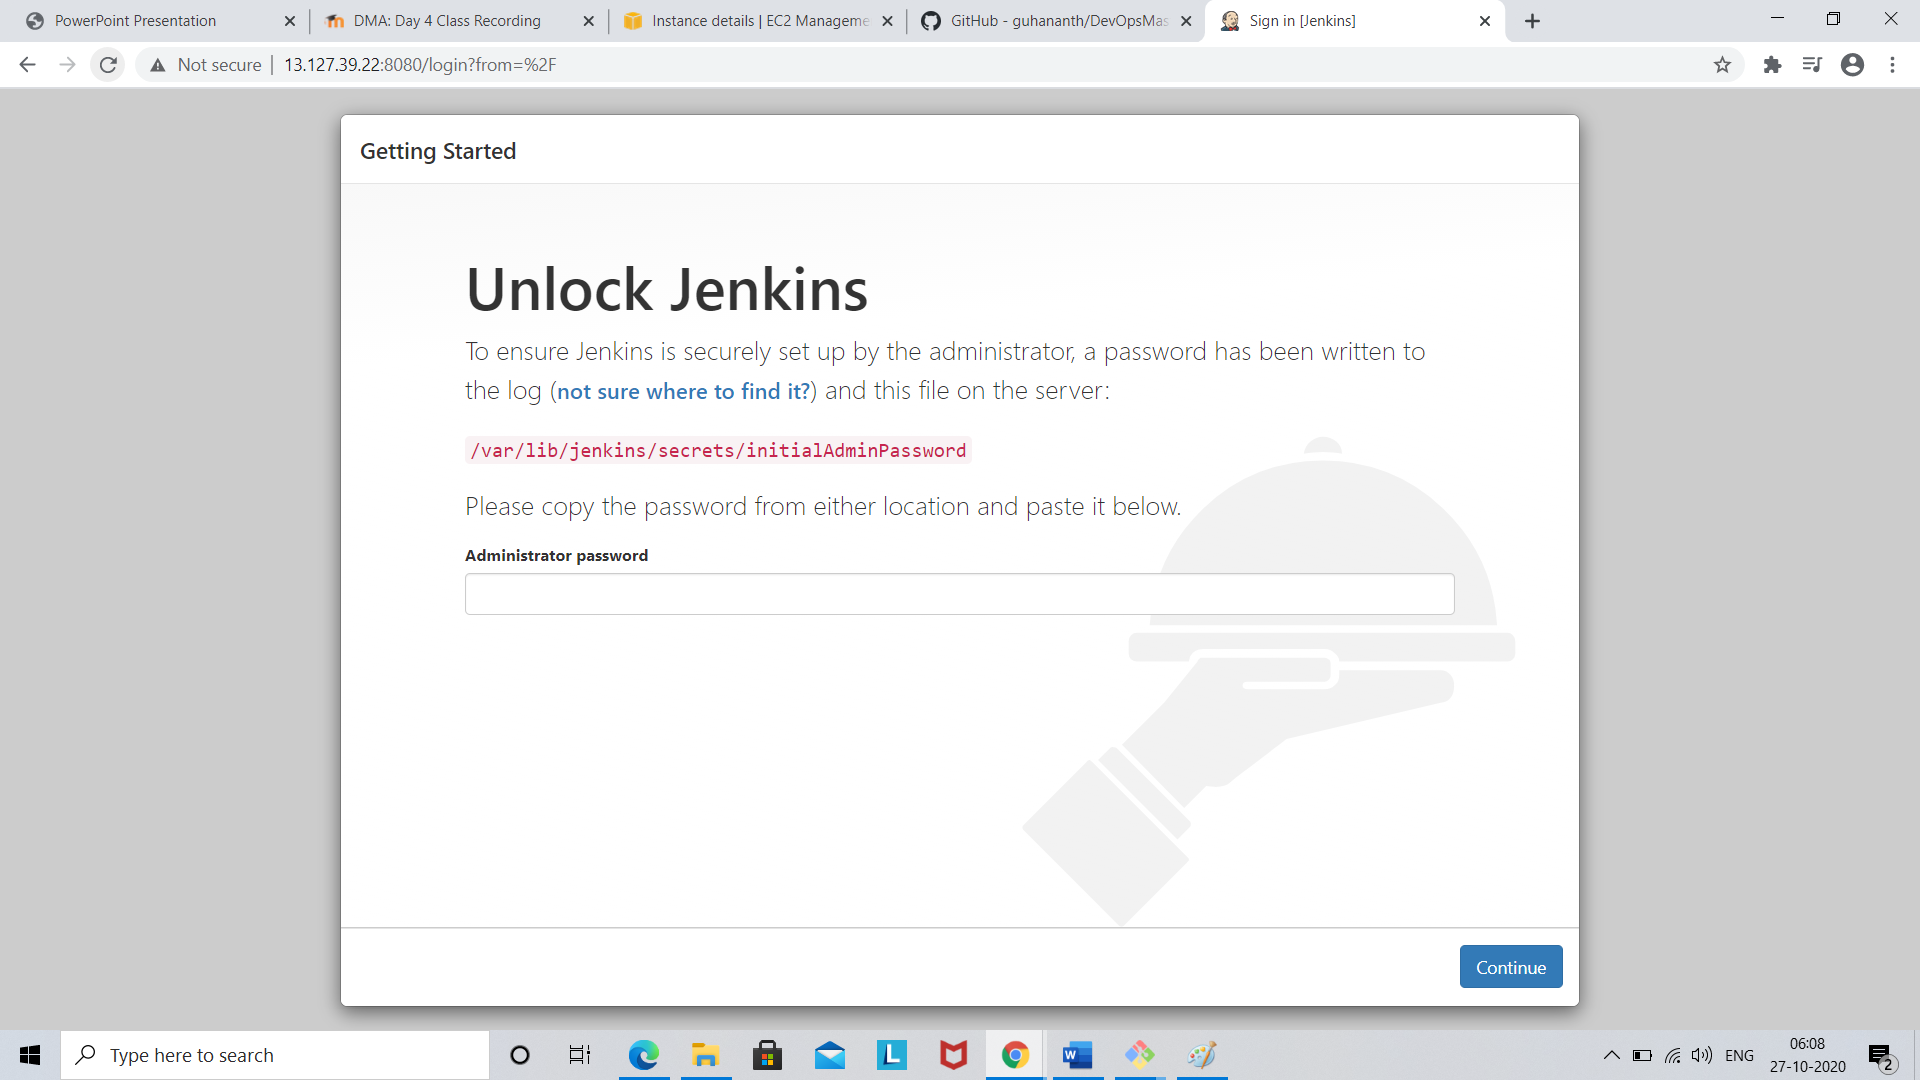 PowerPoint Presentation
DMA: Day 4 Class Recording
Instance details | EC2 Manageme
GitHub - guhananth/DevOpsMas
Sign in [Jenkins]
Not secure
13.127.39.22:8080/login?from=%2F
Getting Started
Unlock Jenkins
To ensure Jenkins is securely set up by the administrator, a password has been written to
the log (not sure where to find it?) and this file on the server:
/var/lib/jenkins/secrets/initialAdminPassword
Please copy the password from either location and paste it below.
Administrator password
Continue
Type here to search
L
W
ENG
06:08
27-10-2020
2